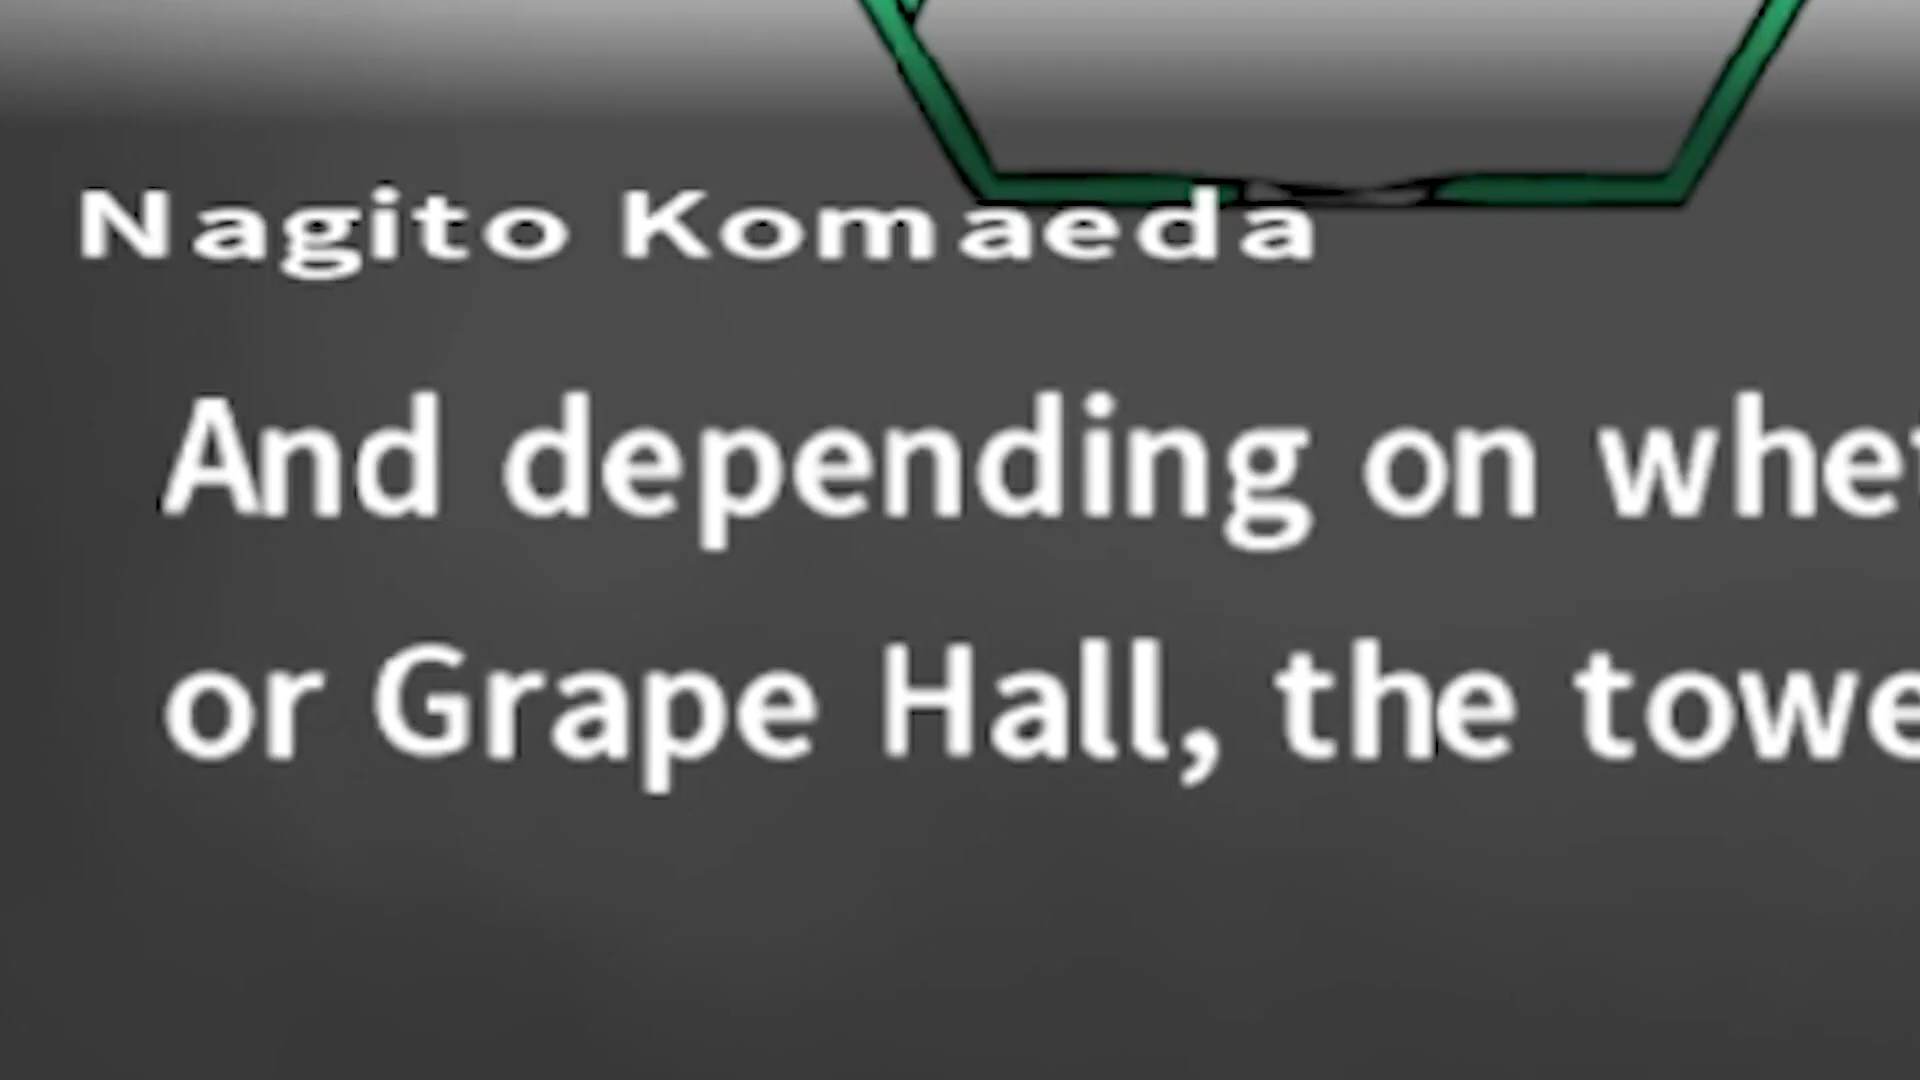 Nagito Komaeda
And depending on
or Grape Hall, the